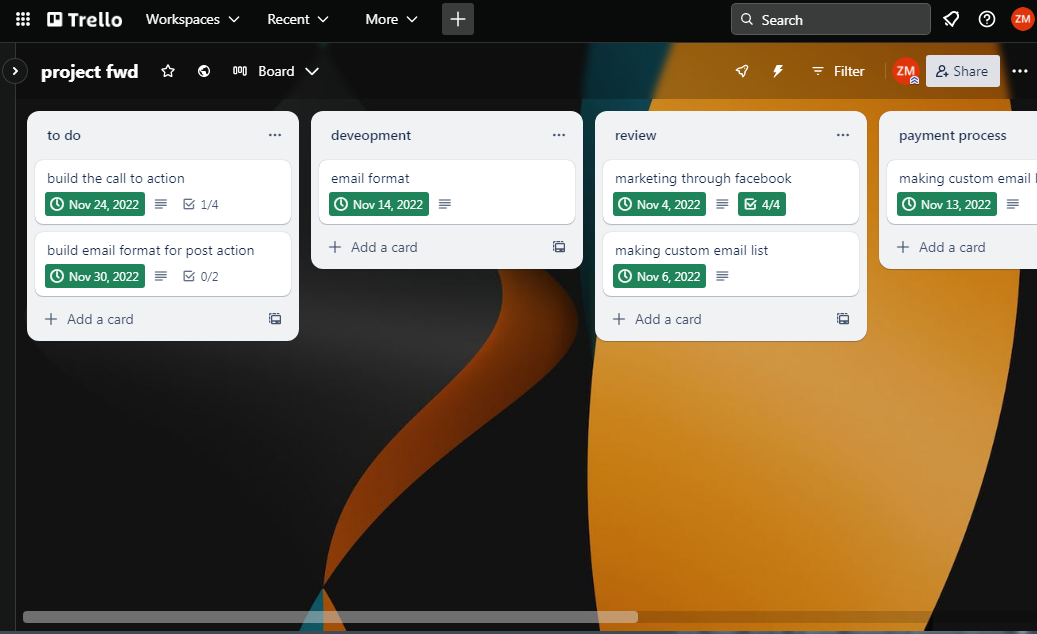 Trello Workspaces Recent More Search ZM
project fwd Board ZM Filter Share
to do
build the call to action
Nov 24, 2022 1/4
build email format for post action
Nov 30, 2022 0/2
Add a card
deveopment
email format
Nov 14, 2022
Add a card
review
marketing through facebook
Nov 4, 2022 4/4
making custom email list
Nov 6, 2022
Add a card
payment process
making custom email
Nov 13, 2022
Add a card